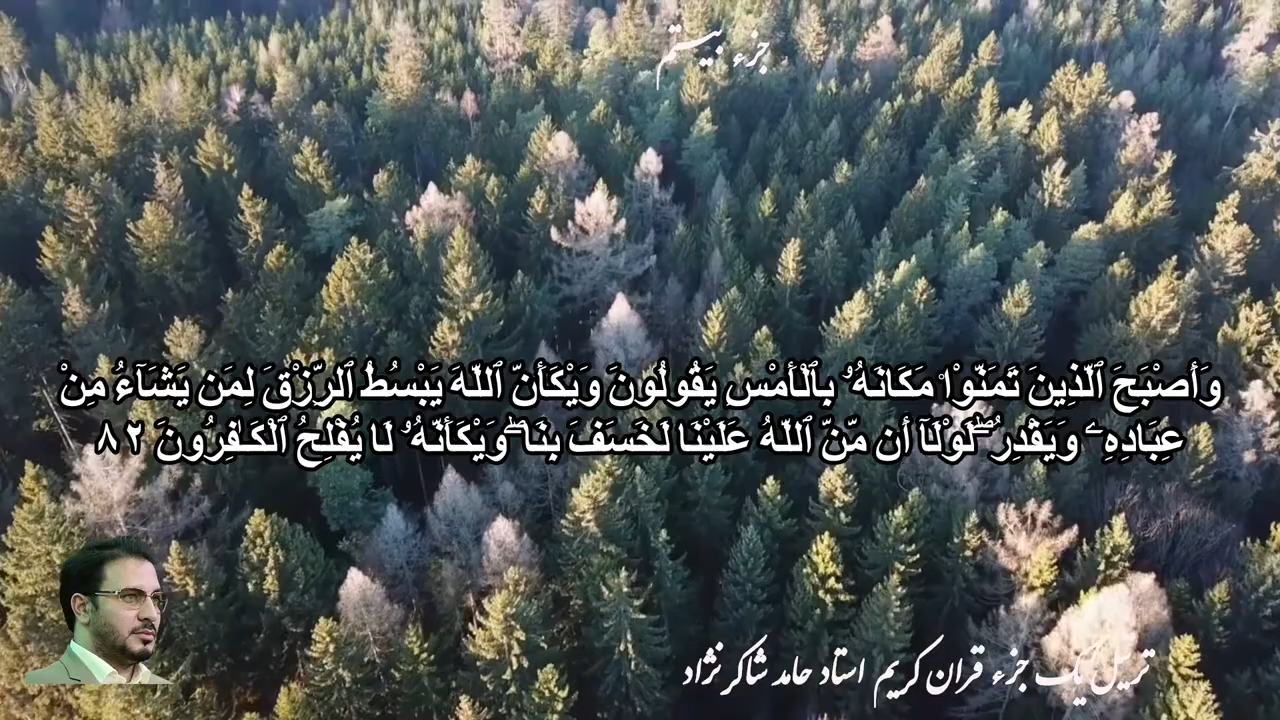 جزء بیستم
وَأَصْبَحَ ٱلَّذِينَ تَمَنَّوْا۟ مَكَانَهُۥ بِٱلْأَمْسِ يَقُولُونَ وَيْكَأَنَّ ٱللَّهَ يَبْسُطُ ٱلرِّزْقَ لِمَن يَشَآءُ مِنْ
عِبَادِهِۦ وَيَقْدِرُ ۖ لَوْلَآ أَن مَّنَّ ٱللَّهُ عَلَيْنَا لَخَسَفَ بِنَا ۖ وَيْكَأَنَّهُۥ لَا يُفْلِحُ ٱلْكَـٰفِرُونَ ٨٢
ترتیل یک جزء قران کریم استاد حامد شاکرنژاد